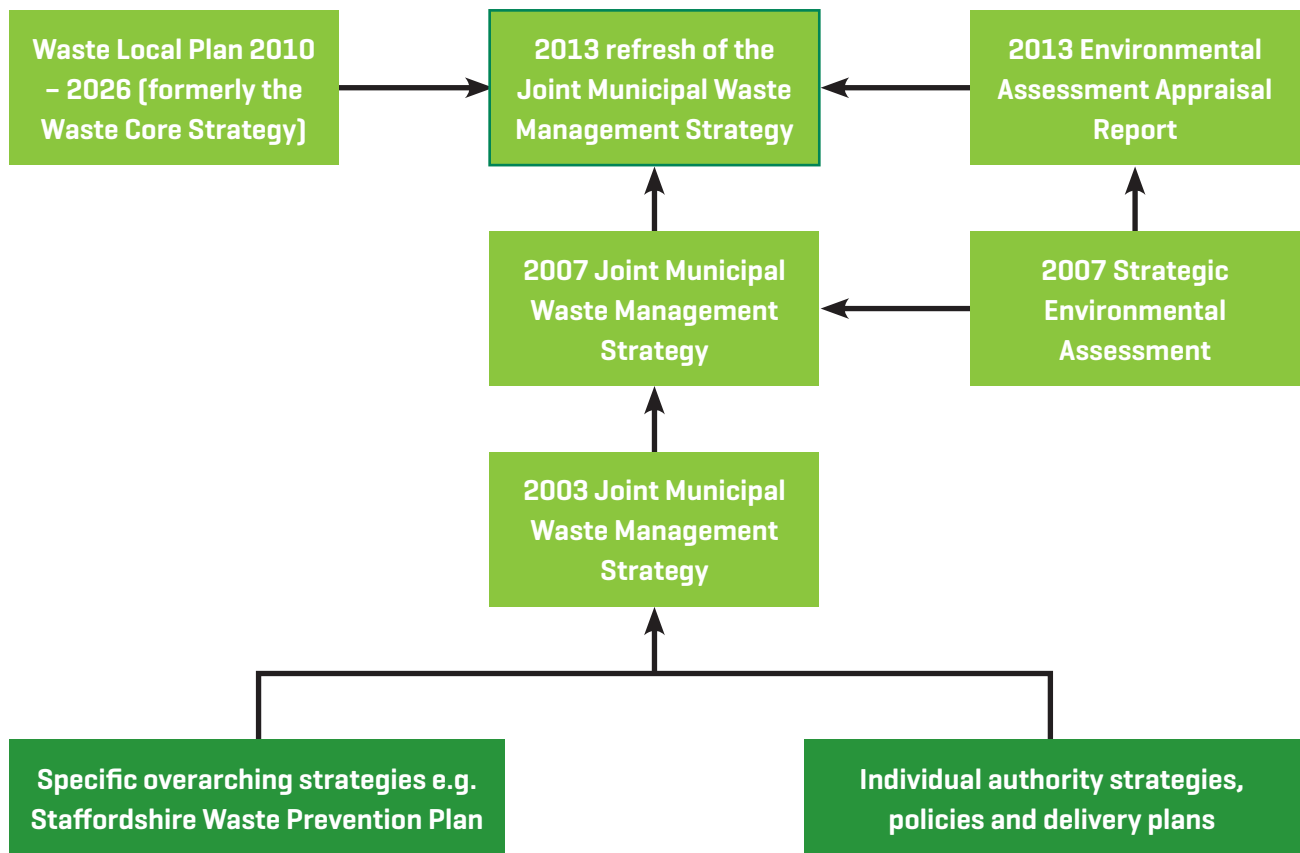 Waste Local Plan 2010
– 2026 (formerly the
Waste Core Strategy)
2013 refresh of the
Joint Municipal Waste
Management Strategy
2013 Environmental
Assessment Appraisal
Report
2007 Joint Municipal
Waste Management
Strategy
2007 Strategic
Environmental
Assessment
2003 Joint Municipal
Waste Management
Strategy
Specific overarching strategies e.g.
Staffordshire Waste Prevention Plan
Individual authority strategies,
policies and delivery plans